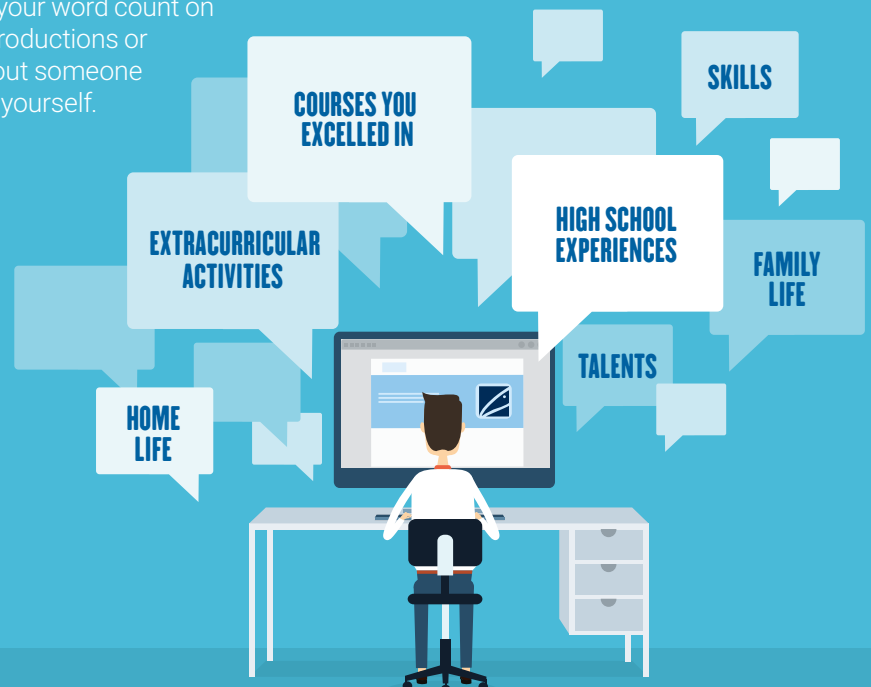 your word count on
roductions or
out someone
yourself.
SKILLS
COURSES YOU
EXCELLED IN
HIGH SCHOOL
EXPERIENCES
EXTRACURRICULAR
ACTIVITIES
FAMILY
LIFE
TALENTS
HOME
LIFE